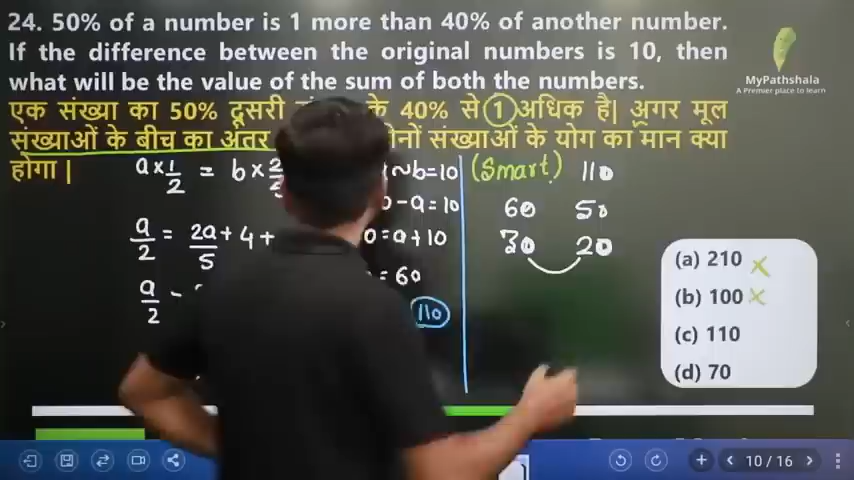 24. 50% of a number is 1 more than 40% of another number.
If the difference between the original numbers is 10, then
what will be the value of the sum of both the numbers.
MyPathshala
A Premier place to learn
एक संख्या का 50% दूसरी के 40% से 1 अधिक है| अगर मूल
संख्याओं के बीच का अंतर दोनों संख्याओं के योग का मान क्या
होगा |
a×1/2 = b×2
a~b=10
(Smart) 110
b-a=10
60 50
a/2 = 2a/5 + 4 +
b=a+10
30 20
a/2 -
= 60
110
(a) 210 ×
(b) 100 ×
(c) 110
(d) 70
10 / 16